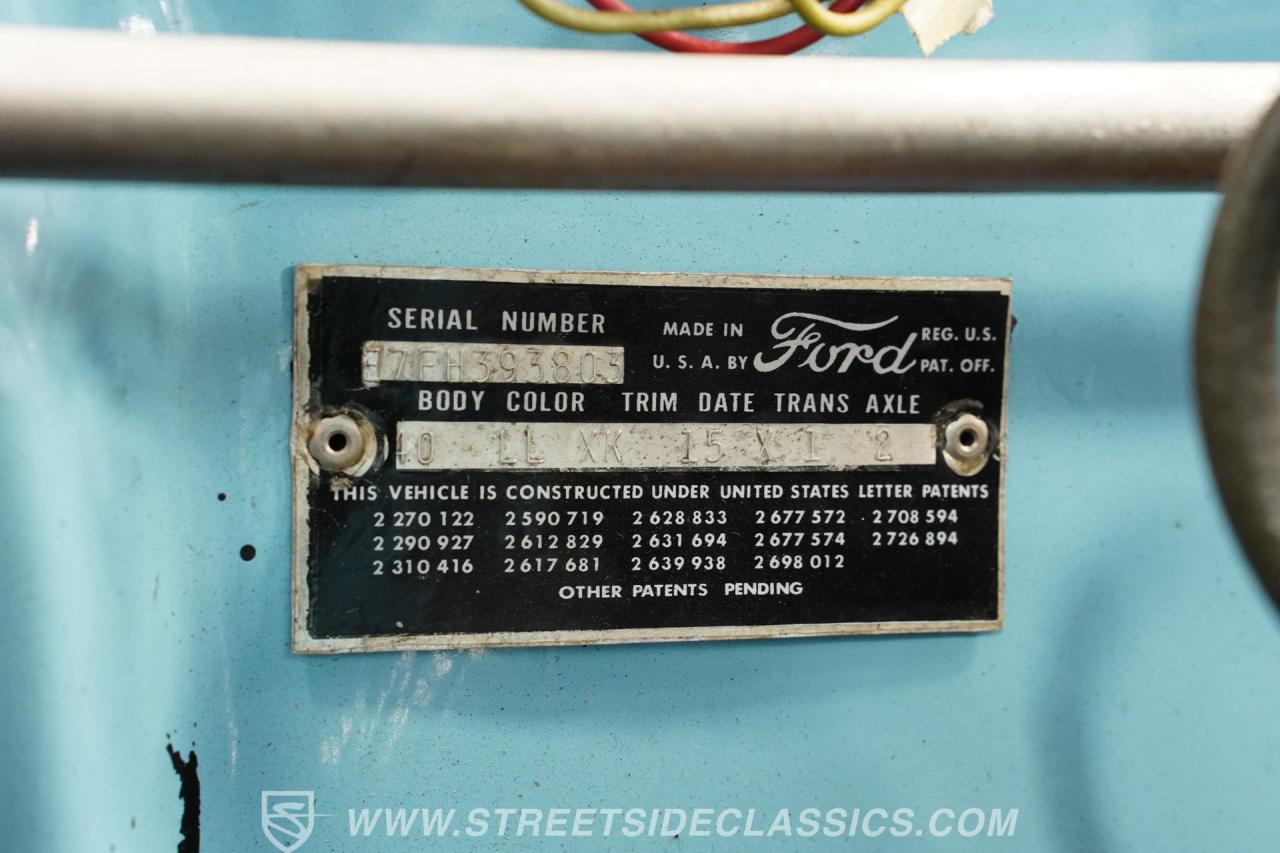 SERIAL NUMBER
E7FH393803
MADE IN
U. S. A. BY
Ford
REG. U.S.
PAT. OFF.
BODY COLOR TRIM DATE TRANS AXLE
40 LL XK 15 X 1 2
THIS VEHICLE IS CONSTRUCTED UNDER UNITED STATES LETTER PATENTS
2 270 122 2 590 719 2 628 833 2 677 572 2 708 594
2 290 927 2 612 829 2 631 694 2 677 574 2 726 894
2 310 416 2 617 681 2 639 938 2 698 012
OTHER PATENTS PENDING
WWW.STREETSIDECLASSICS.COM